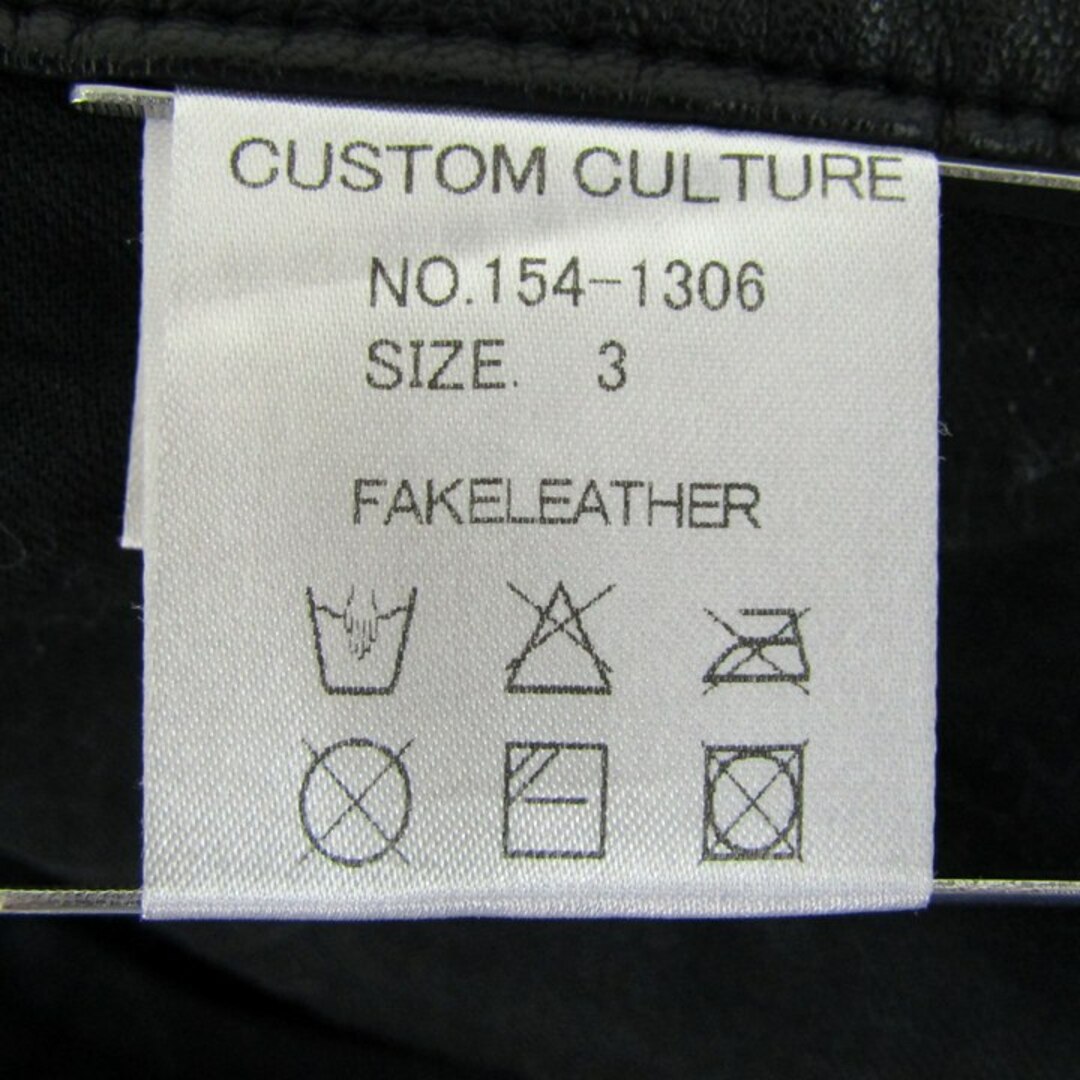 CUSTOM CULTURE
NO.154-1306
SIZE. 3
FAKELEATHER